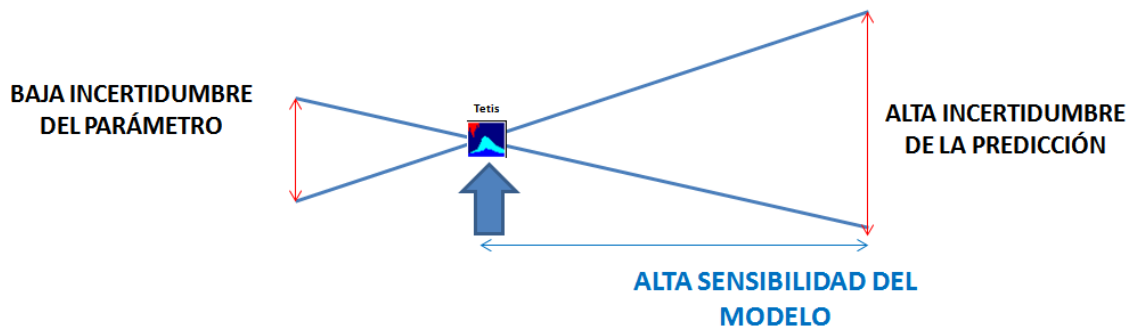 BAJA INCERTIDUMBRE
DEL PARÁMETRO
Tetis
ALTA INCERTIDUMBRE
DE LA PREDICCIÓN
ALTA SENSIBILIDAD DEL
MODELO